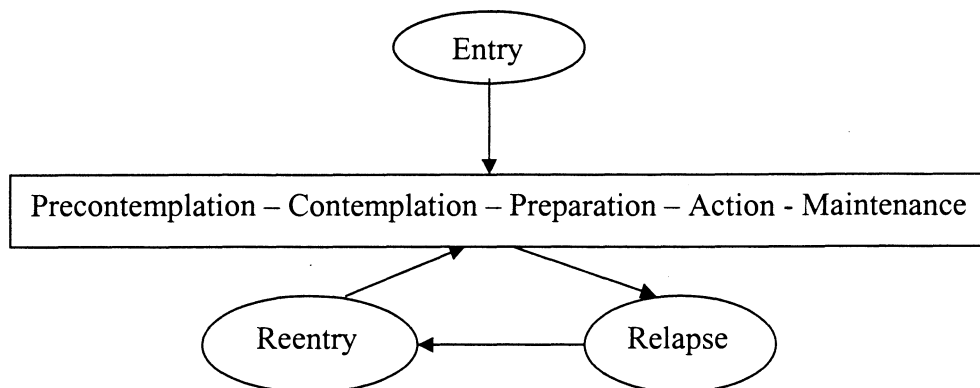 Entry
Precontemplation – Contemplation – Preparation – Action - Maintenance
Reentry
Relapse